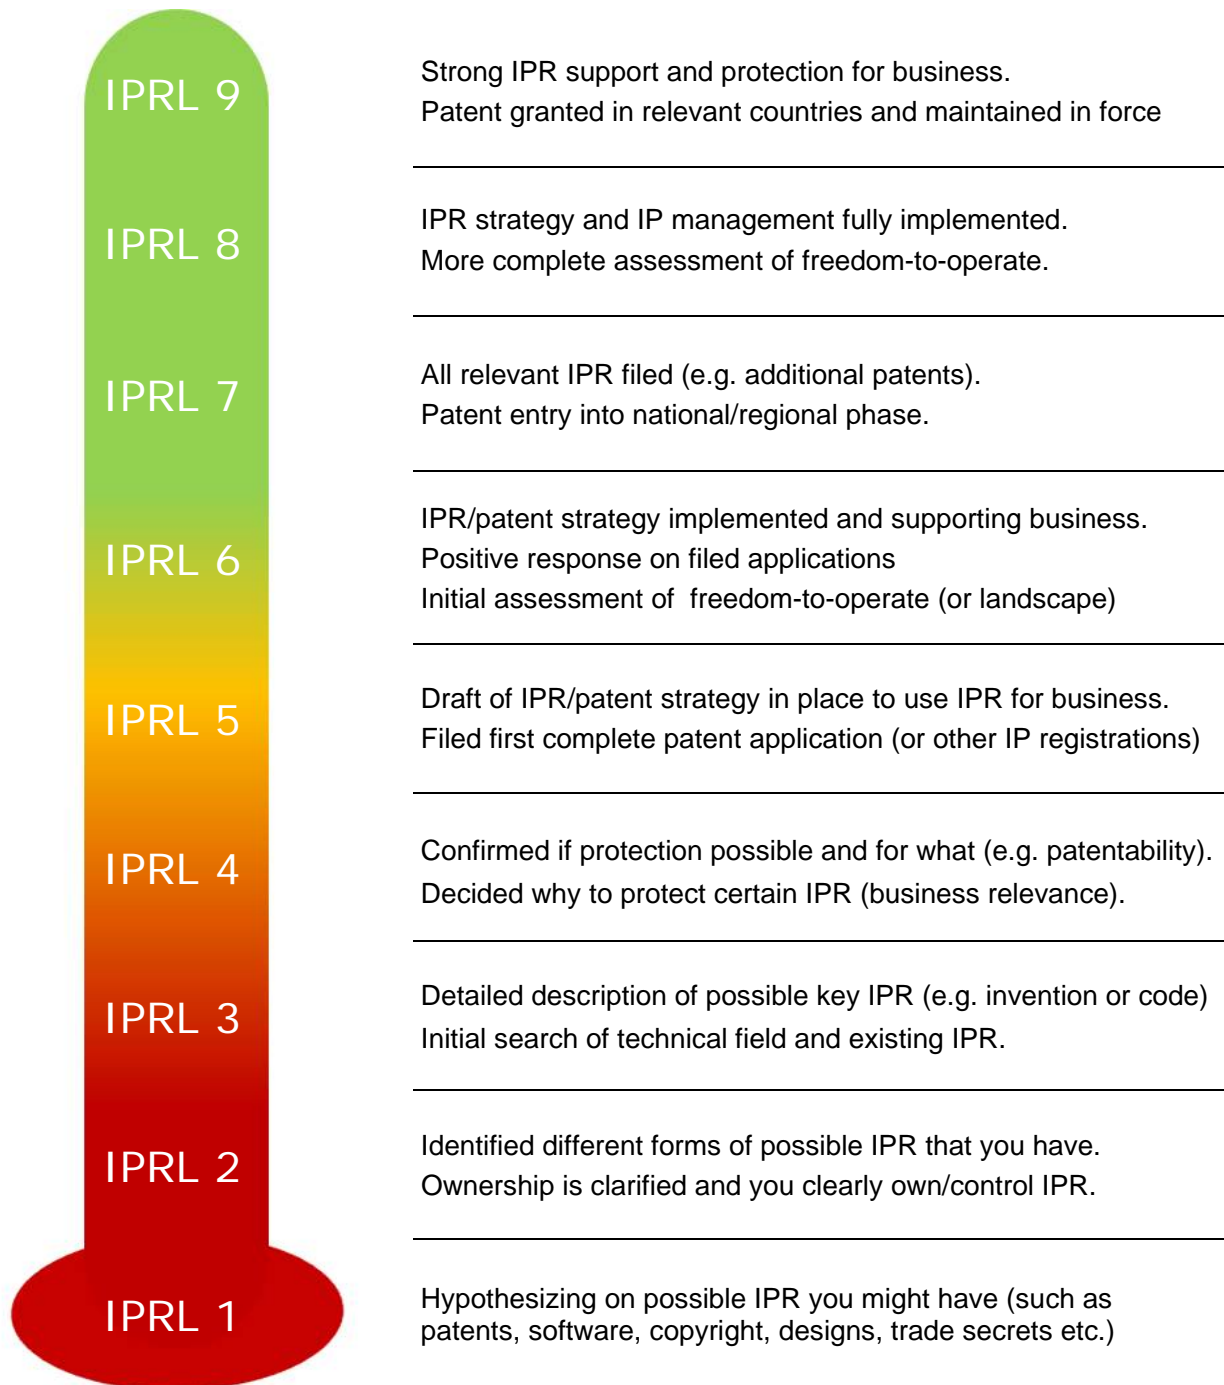 IPRL 9
Strong IPR support and protection for business.
Patent granted in relevant countries and maintained in force
IPRL 8
IPR strategy and IP management fully implemented.
More complete assessment of freedom-to-operate.
IPRL 7
All relevant IPR filed (e.g. additional patents).
Patent entry into national/regional phase.
IPRL 6
IPR/patent strategy implemented and supporting business.
Positive response on filed applications
Initial assessment of  freedom-to-operate (or landscape)
IPRL 5
Draft of IPR/patent strategy in place to use IPR for business.
Filed first complete patent application (or other IP registrations)
IPRL 4
Confirmed if protection possible and for what (e.g. patentability).
Decided why to protect certain IPR (business relevance).
IPRL 3
Detailed description of possible key IPR (e.g. invention or code)
Initial search of technical field and existing IPR.
IPRL 2
Identified different forms of possible IPR that you have.
Ownership is clarified and you clearly own/control IPR.
IPRL 1
Hypothesizing on possible IPR you might have (such as
patents, software, copyright, designs, trade secrets etc.)